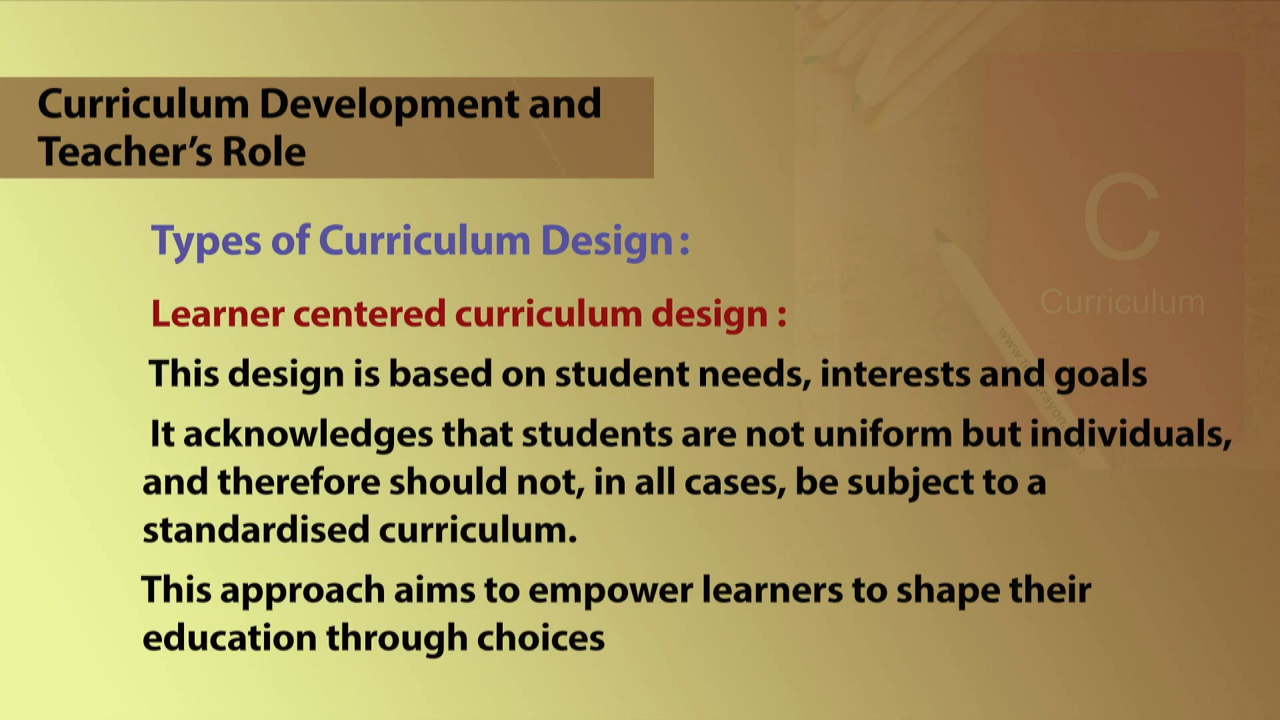 Curriculum Development and
Teacher's Role
Types of Curriculum Design :
Learner centered curriculum design :
This design is based on student needs, interests and goals
It acknowledges that students are not uniform but individuals,
and therefore should not, in all cases, be subject to a
standardised curriculum.
This approach aims to empower learners to shape their
education through choices
C
Curriculum